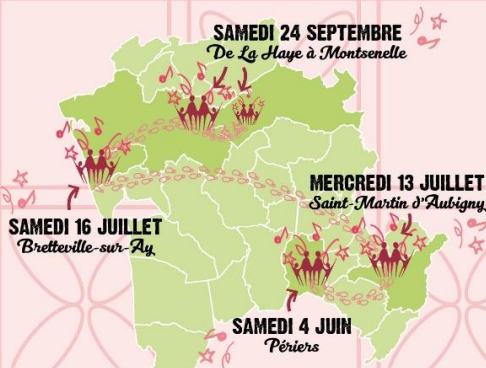 SAMEDI 24 SEPTEMBRE
De La Haye à Montsenelle
MERCREDI 13 JUILLET
Saint-Martin d'Aubigny
SAMEDI 16 JUILLET
Bretteville-sur-Ay
SAMEDI 4 JUIN
Périers